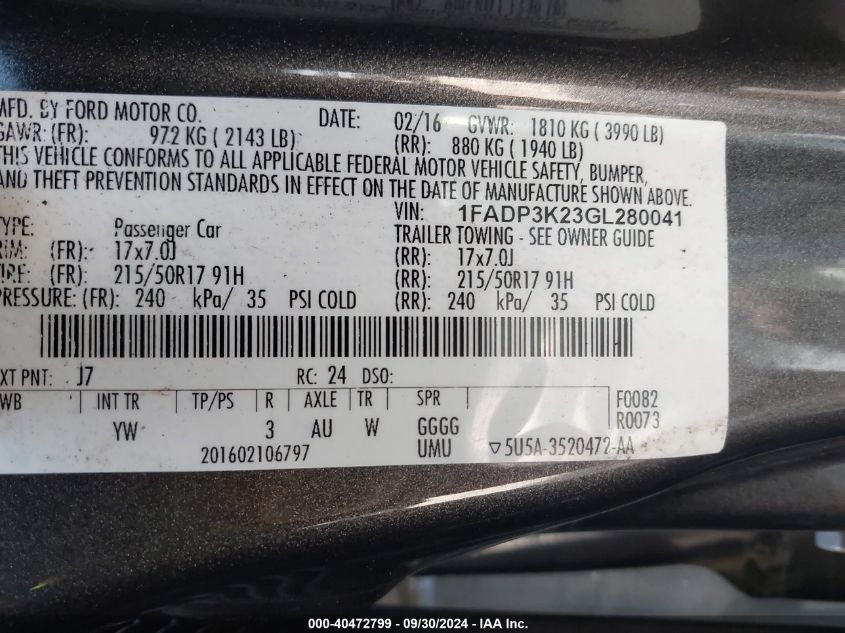 MFD. BY FORD MOTOR CO. DATE: 02/16 GVWR: 1810 KG ( 3990 LB)
GAWR: (FR): 972 KG ( 2143 LB) (RR): 880 KG ( 1940 LB)
THIS VEHICLE CONFORMS TO ALL APPLICABLE FEDERAL MOTOR VEHICLE SAFETY, BUMPER,
AND THEFT PREVENTION STANDARDS IN EFFECT ON THE DATE OF MANUFACTURE SHOWN ABOVE.
VIN: 1FADP3K23GL280041
TYPE: Passenger Car TRAILER TOWING - SEE OWNER GUIDE
RIM: (FR): 17x7.0J (RR): 17x7.0J
TIRE: (FR): 215/50R17 91H (RR): 215/50R17 91H
PRESSURE: (FR): 240 kPa/ 35 PSI COLD (RR): 240 kPa/ 35 PSI COLD
XT PNT: J7 RC: 24 DSO:
WB INT TR TP/PS R AXLE TR SPR F0082
R0073
YW 3 AU W GGGG
201602106797 UMU ▽5U5A-3520472-AA
000-40472799 - 09/30/2024 - IAA Inc.